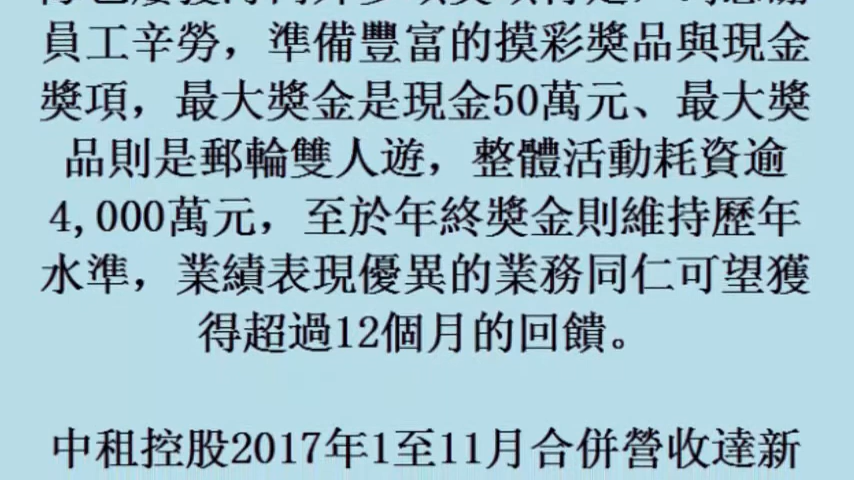 員工辛勞，準備豐富的摸彩獎品與現金
獎項，最大獎金是現金50萬元、最大獎
品則是郵輪雙人遊，整體活動耗資逾
4,000萬元，至於年終獎金則維持歷年
水準，業績表現優異的業務同仁可望獲
得超過12個月的回饋。
中租控股2017年1至11月合併營收達新